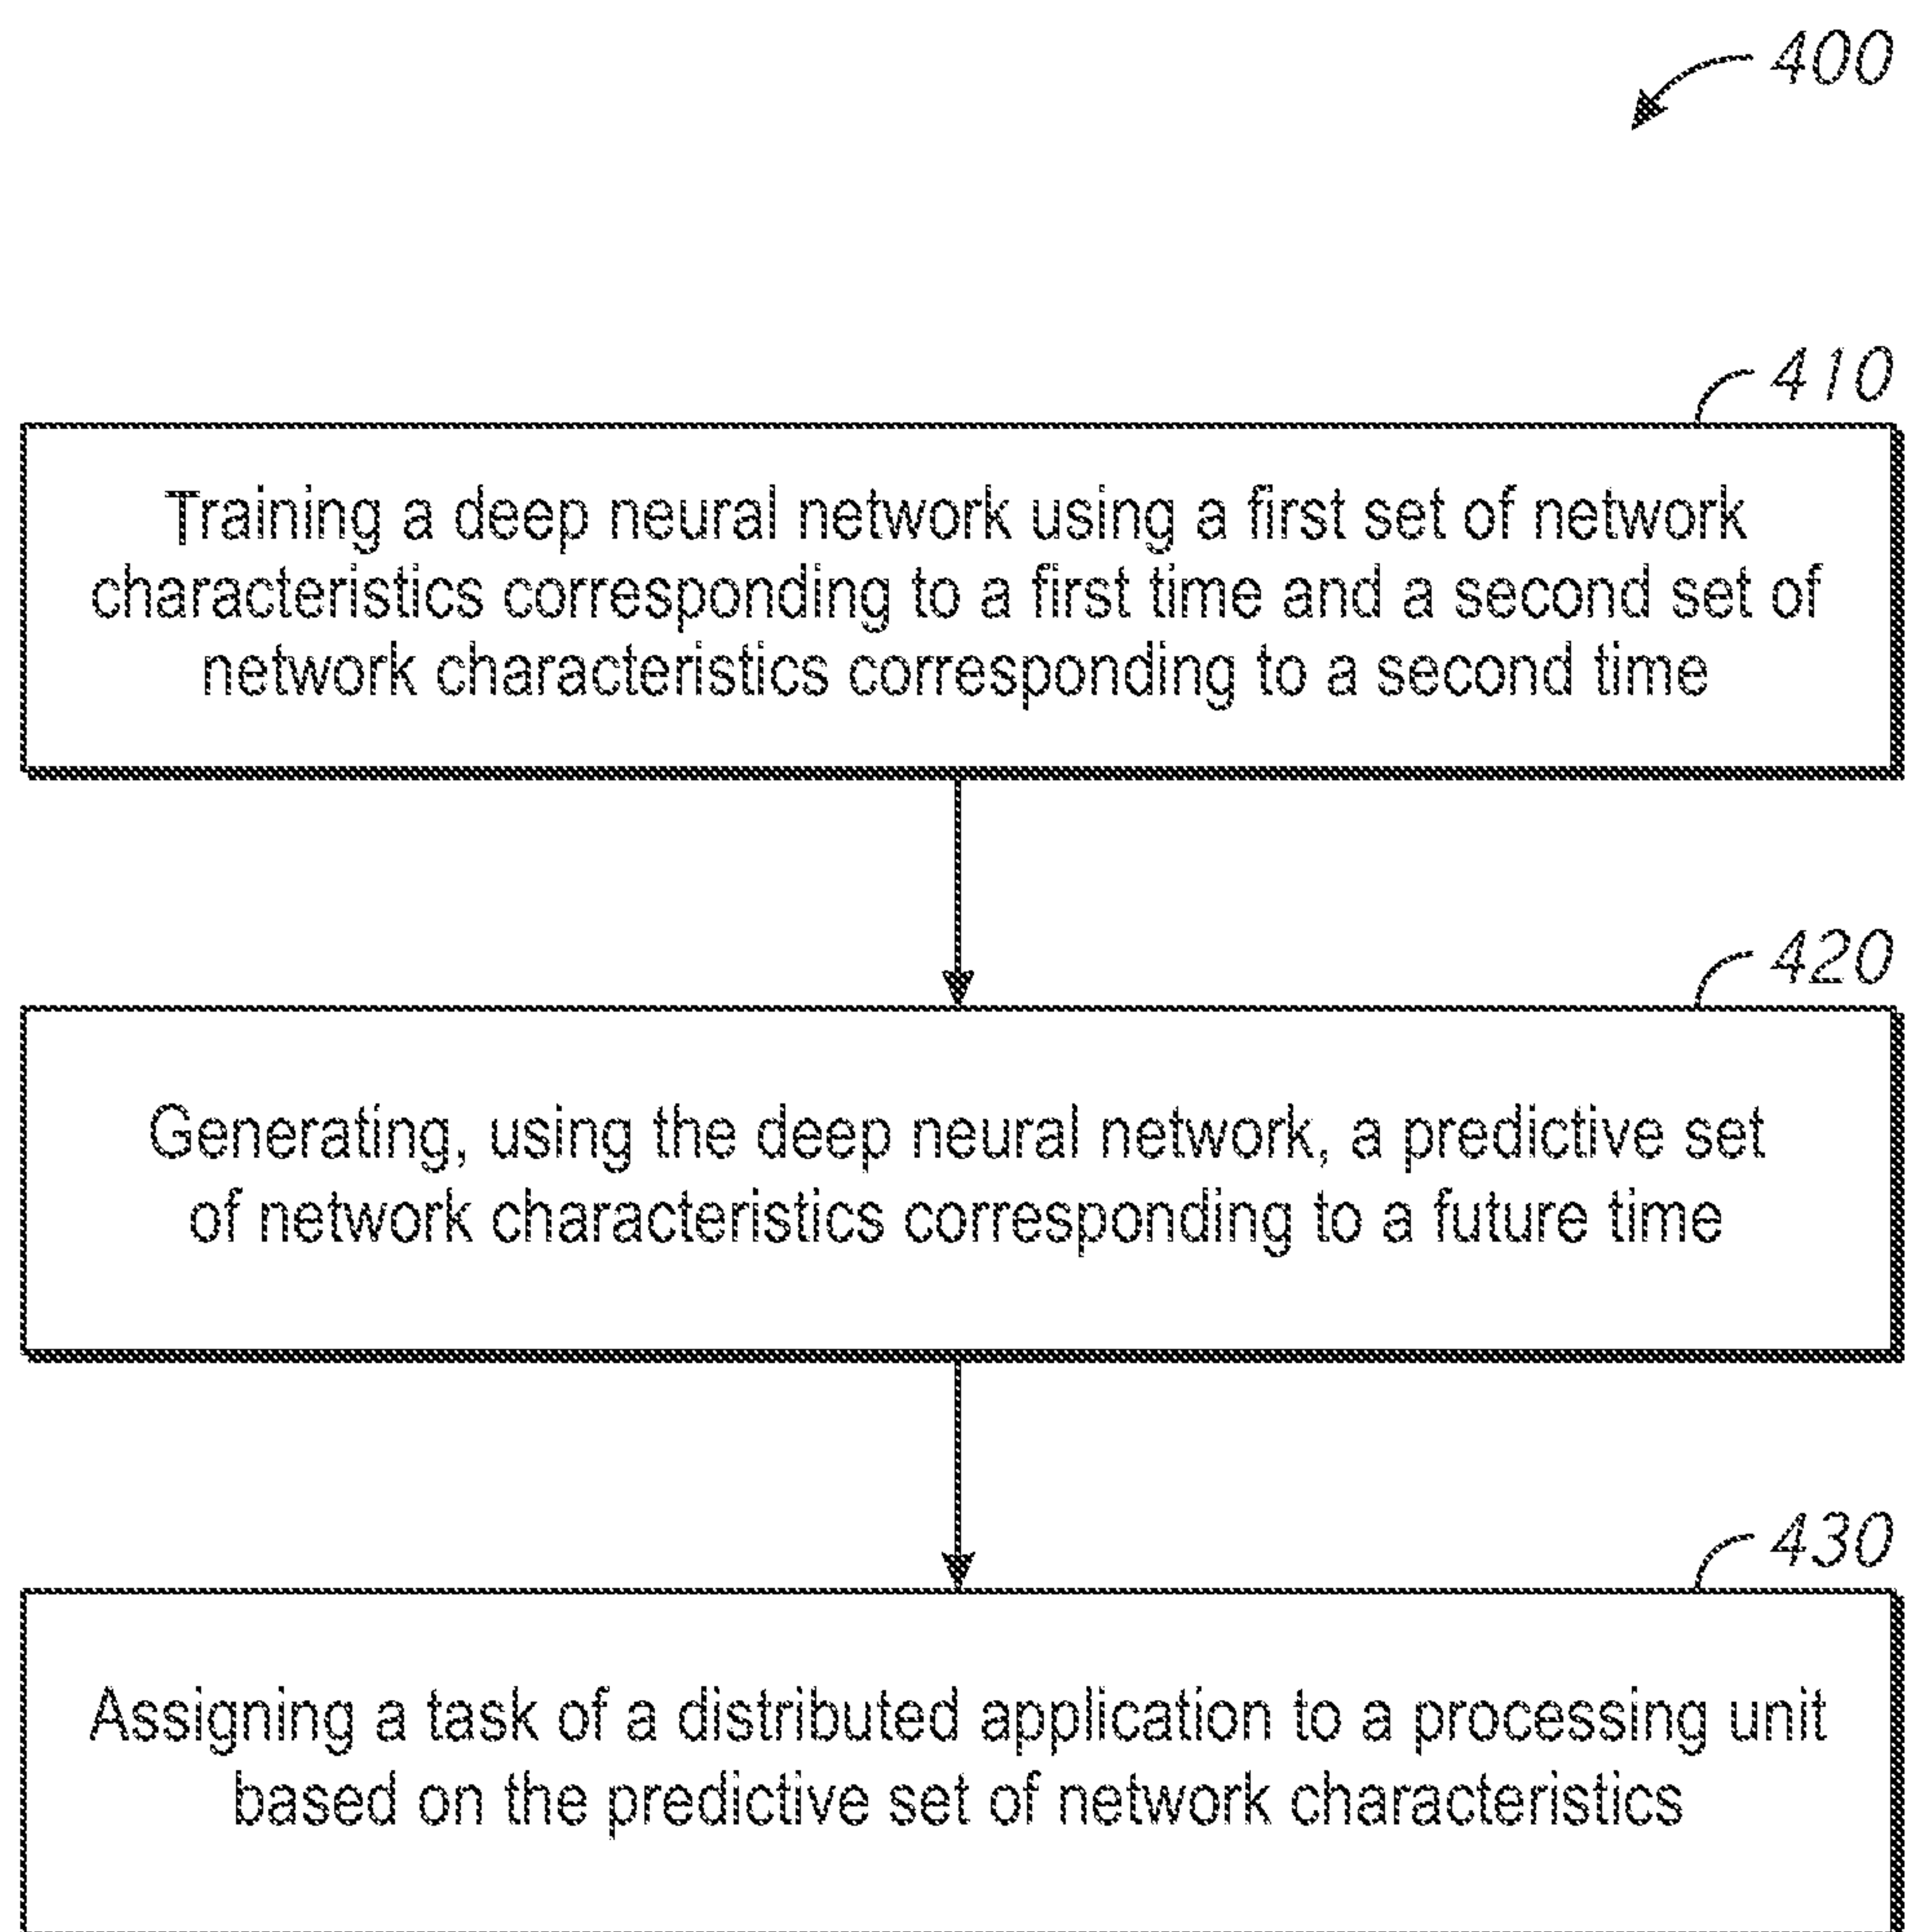 400
410
Training a deep neural network using a first set of network
characteristics corresponding to a first time and a second set of
network characteristics corresponding to a second time
420
Generating, using the deep neural network, a predictive set
of network characteristics corresponding to a future time
430
Assigning a task of a distributed application to a processing unit
based on the predictive set of network characteristics